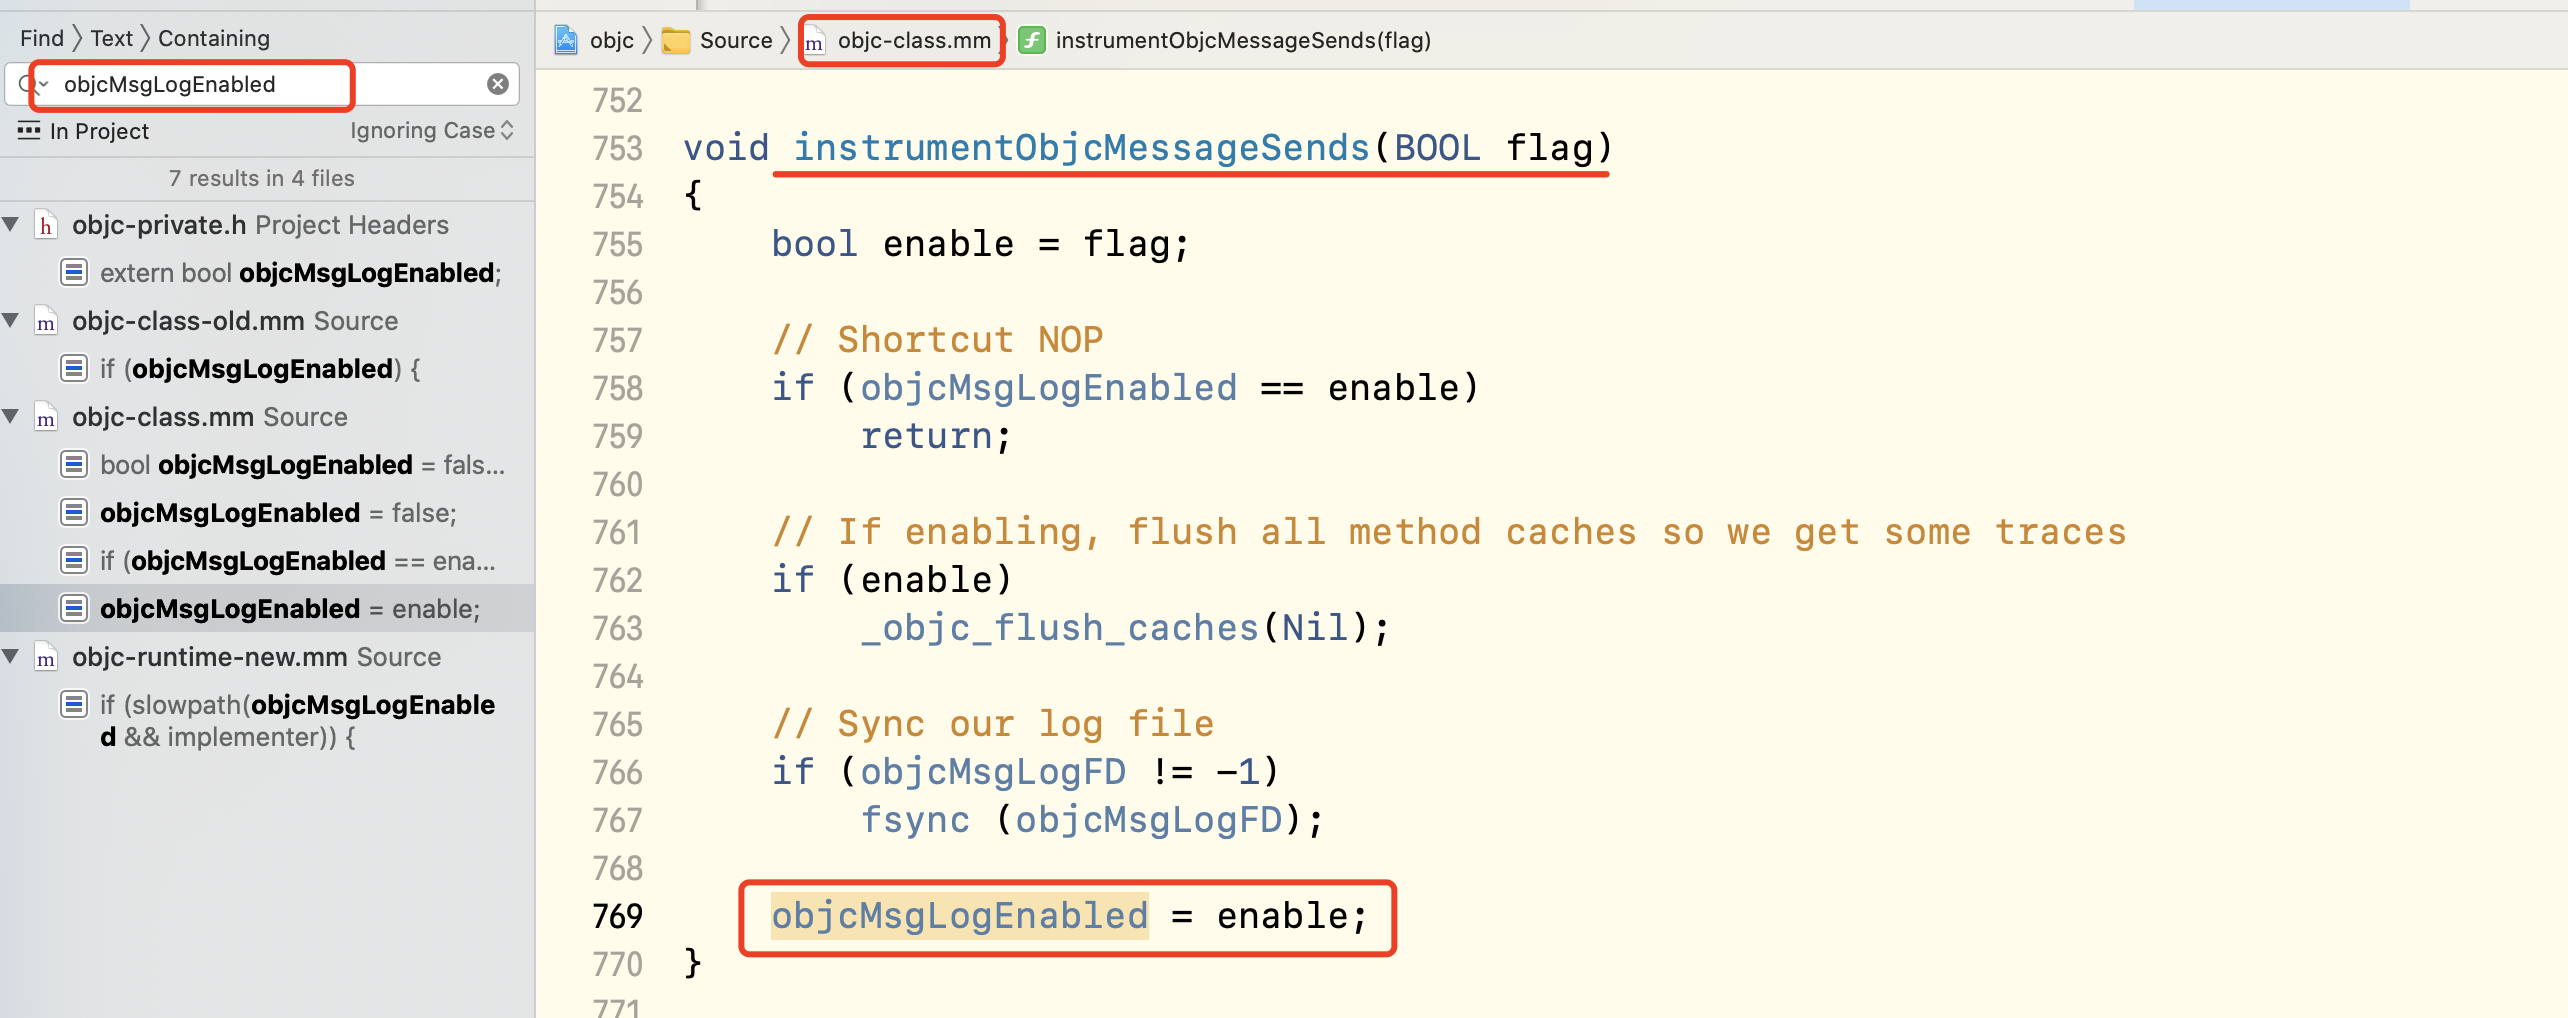 Find 〉 Text 〉 Containing
objcMsgLogEnabled
In Project
Ignoring Case
7 results in 4 files
objc-private.h Project Headers
extern bool objcMsgLogEnabled;
objc-class-old.mm Source
if (objcMsgLogEnabled) {
objc-class.mm Source
bool objcMsgLogEnabled = fals...
objcMsgLogEnabled = false;
if (objcMsgLogEnabled == ena...
objcMsgLogEnabled = enable;
objc-runtime-new.mm Source
if (slowpath(objcMsgLogEnable
d && implementer)) {
objc 〉 Source 〉 m objc-class.mm 〉 f instrumentObjcMessageSends(flag)
752
753 void instrumentObjcMessageSends(BOOL flag)
754 {
755 bool enable = flag;
756
757 // Shortcut NOP
758 if (objcMsgLogEnabled == enable)
759 return;
760
761 // If enabling, flush all method caches so we get some traces
762 if (enable)
763 _objc_flush_caches(Nil);
764
765 // Sync our log file
766 if (objcMsgLogFD != -1)
767 fsync (objcMsgLogFD);
768
769 objcMsgLogEnabled = enable;
770 }
771